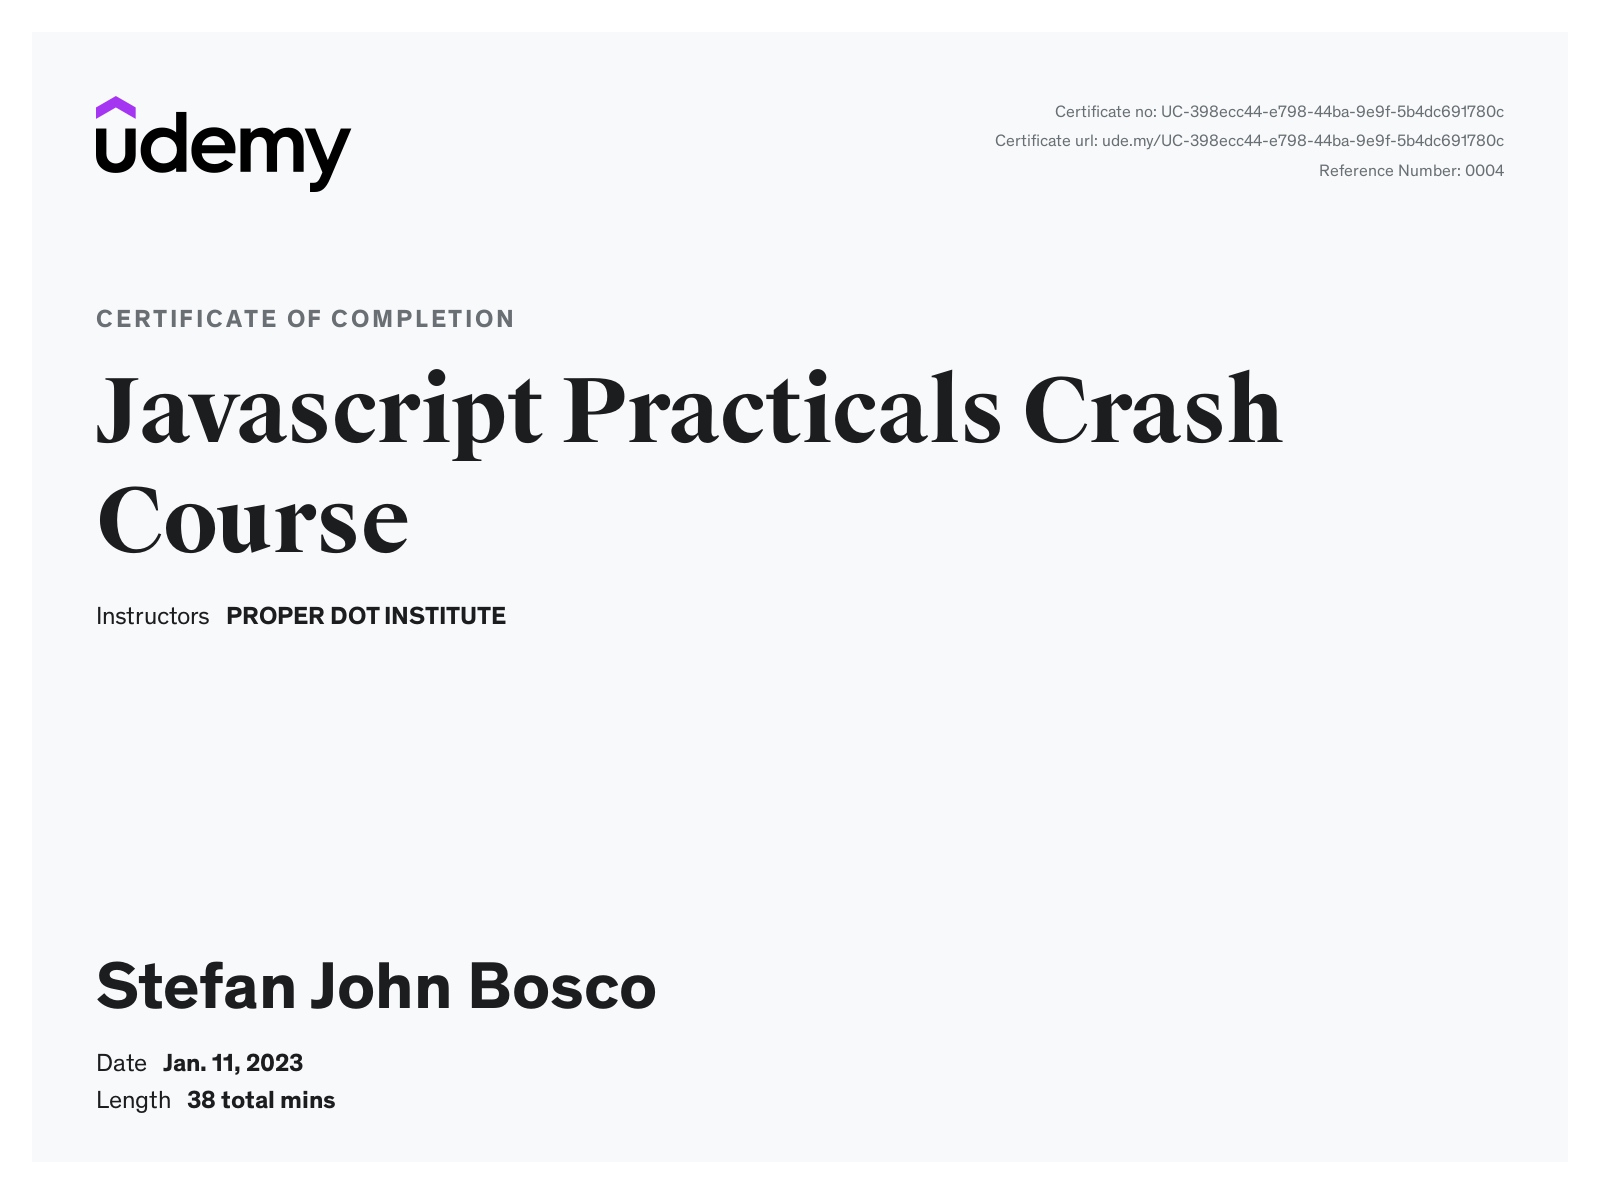 udemy
Certificate no: UC-398ecc44-e798-44ba-9e9f-5b4dc691780c
Certificate url: ude.my/UC-398ecc44-e798-44ba-9e9f-5b4dc691780c
Reference Number: 0004
CERTIFICATE OF COMPLETION
Javascript Practicals Crash
Course
Instructors PROPER DOT INSTITUTE
Stefan John Bosco
Date Jan. 11, 2023
Length 38 total mins